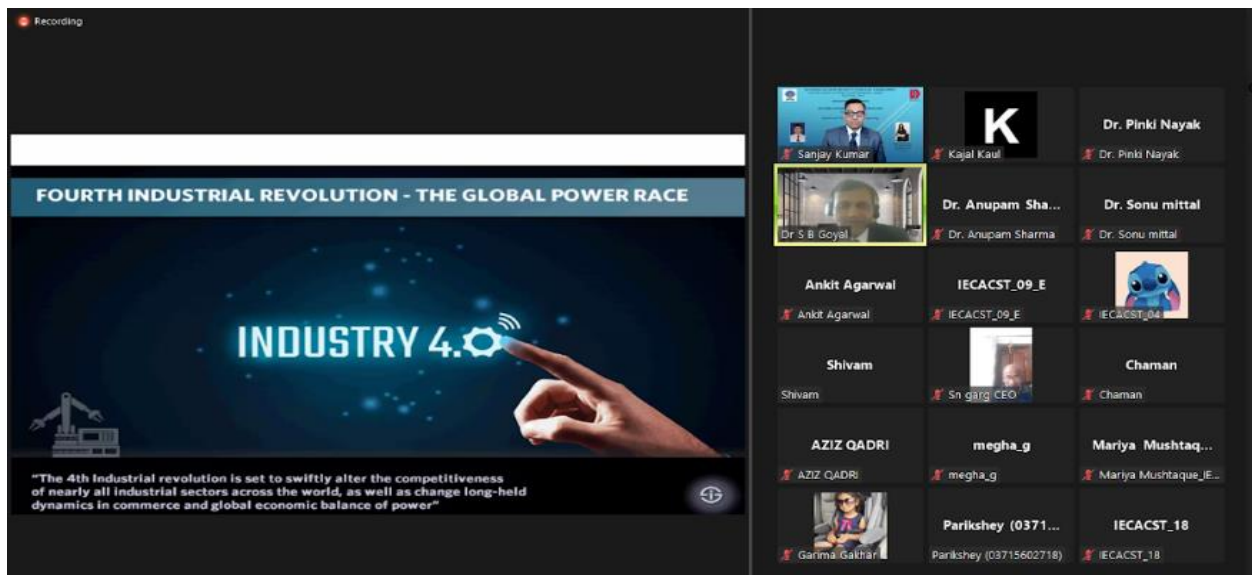 Recording
FOURTH INDUSTRIAL REVOLUTION - THE GLOBAL POWER RACE
INDUSTRY 4.0
"The 4th Industrial revolution is set to swiftly alter the competitiveness
of nearly all industrial sectors across the world, as well as change long-held
dynamics in commerce and global economic balance of power"
Sanjay Kumar
K
Kajal Kaul
Dr. Pinki Nayak
Dr. Pinki Nayak
Dr S B Goyal
Dr. Anupam Sha...
Dr. Anupam Sharma
Dr. Sonu mittal
Dr. Sonu mittal
Ankit Agarwal
Ankit Agarwal
IECACST_09_E
IECACST_09_E
IECACST_04
Shivam
Shivam
Sn garg CEO
Chaman
Chaman
AZIZ QADRI
AZIZ QADRI
megha_g
megha_g
Mariya Mushtaq...
Mariya Mushtaque_IE...
Garima Gakhar
Parikshey (0371...
Parikshey (03715602718)
IECACST_18
IECACST_18